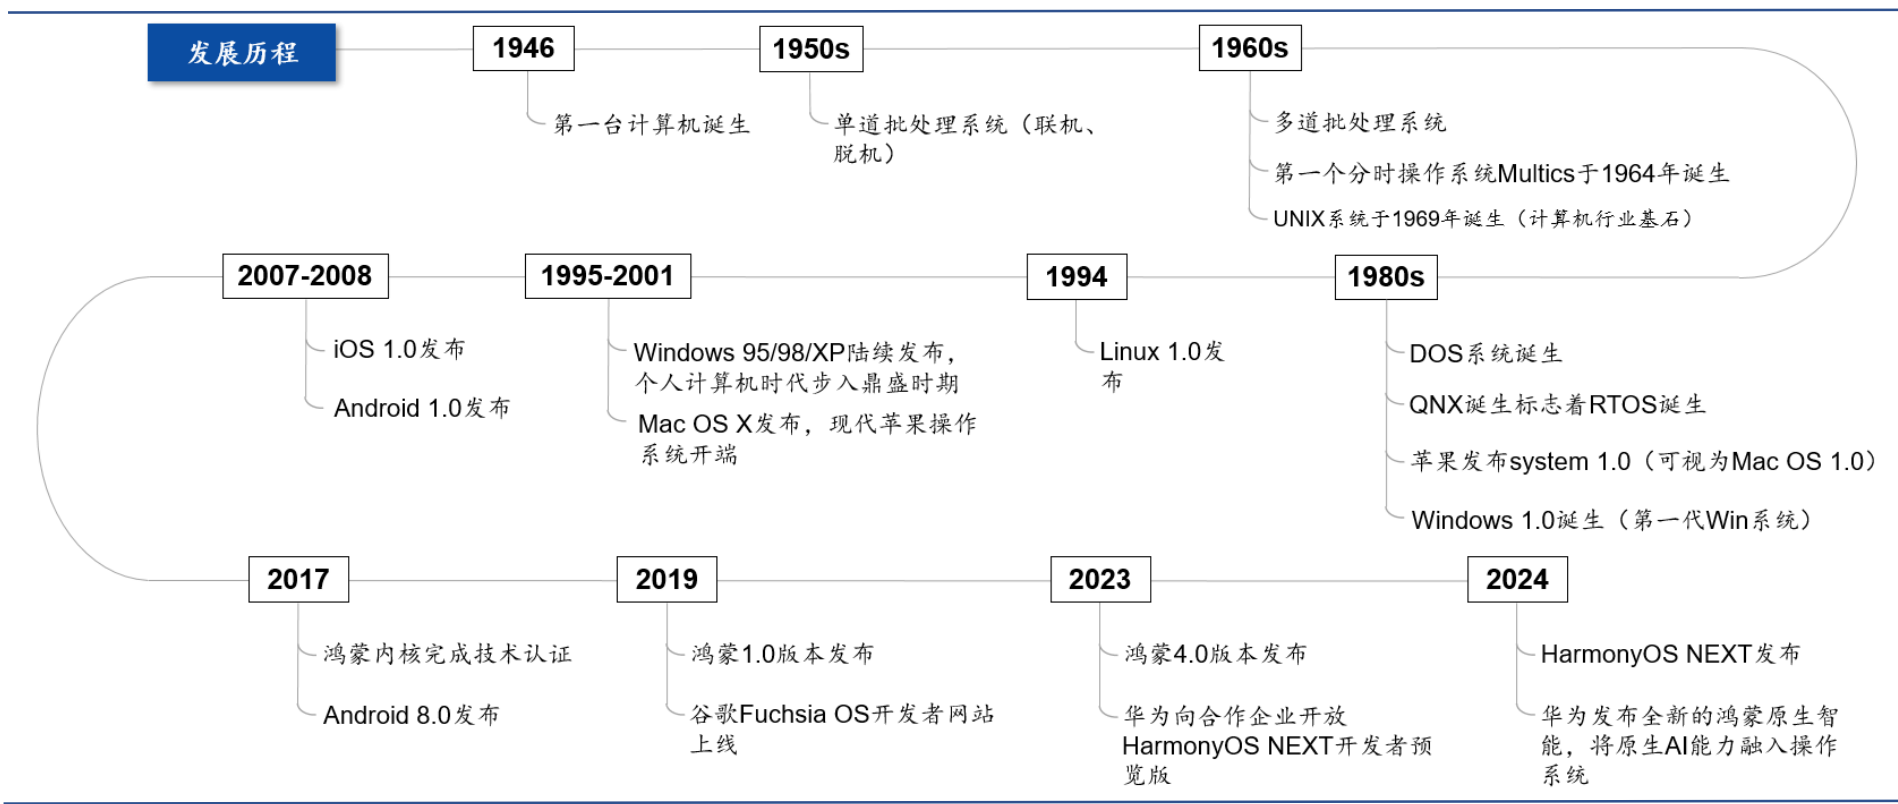 发展历程
1946
第一台计算机诞生
1950s
单道批处理系统（联机、
脱机）
1960s
多道批处理系统
第一个分时操作系统Multics于1964年诞生
UNIX系统于1969年诞生（计算机行业基石）
1980s
DOS系统诞生
QNX诞生标志着RTOS诞生
苹果发布system 1.0（可视为Mac OS 1.0）
Windows 1.0诞生（第一代Win系统）
1994
Linux 1.0发
布
1995-2001
Windows 95/98/XP陆续发布，
个人计算机时代步入鼎盛时期
Mac OS X发布，现代苹果操作
系统开端
2007-2008
iOS 1.0发布
Android 1.0发布
2017
鸿蒙内核完成技术认证
Android 8.0发布
2019
鸿蒙1.0版本发布
谷歌Fuchsia OS开发者网站
上线
2023
鸿蒙4.0版本发布
华为向合作企业开放
HarmonyOS NEXT开发者预
览版
2024
HarmonyOS NEXT发布
华为发布全新的鸿蒙原生智
能，将原生AI能力融入操作
系统